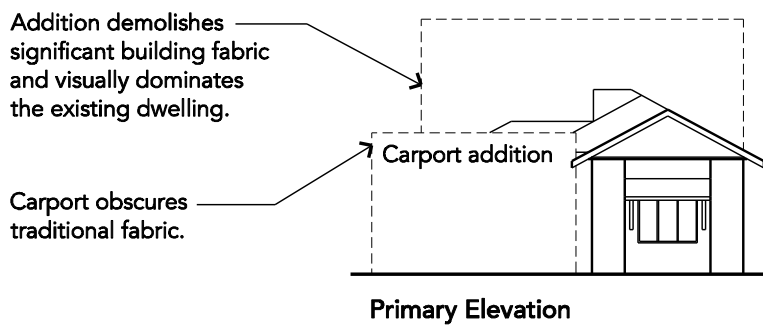 Addition demolishes
significant building fabric
and visually dominates
the existing dwelling.
Carport addition
Carport obscures
traditional fabric.
Primary Elevation